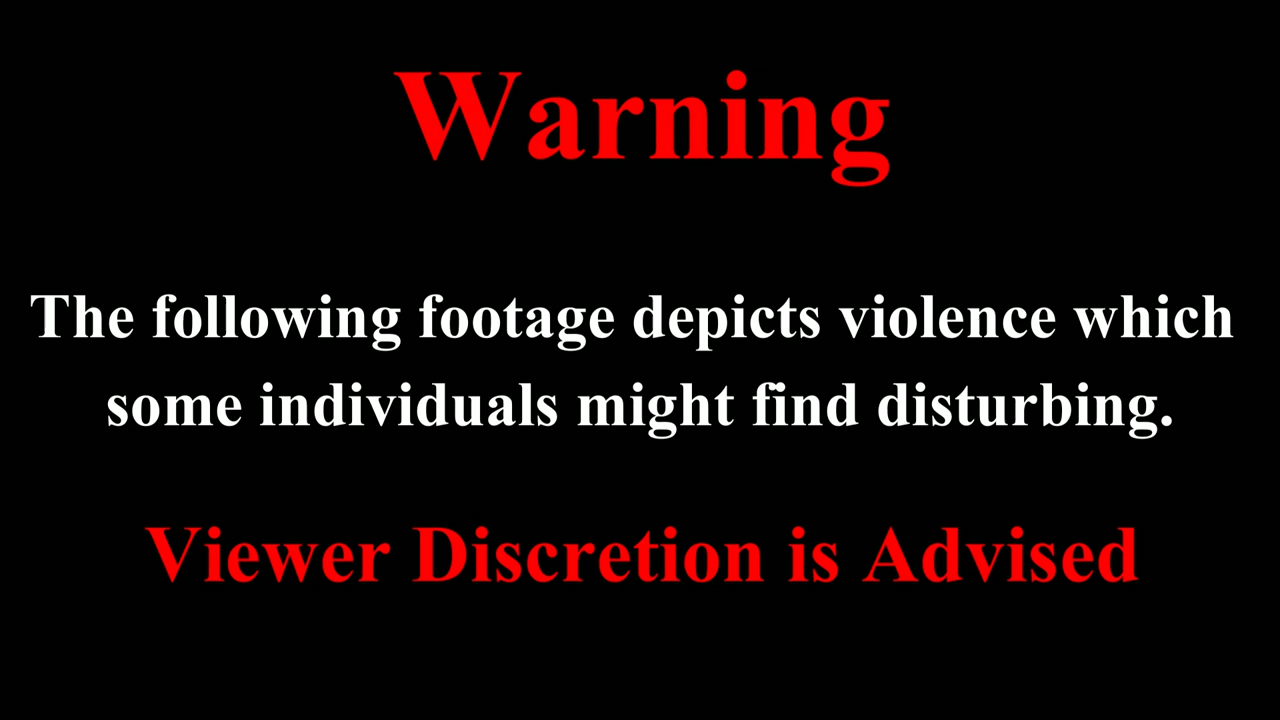 Warning
The following footage depicts violence which
some individuals might find disturbing.
Viewer Discretion is Advised